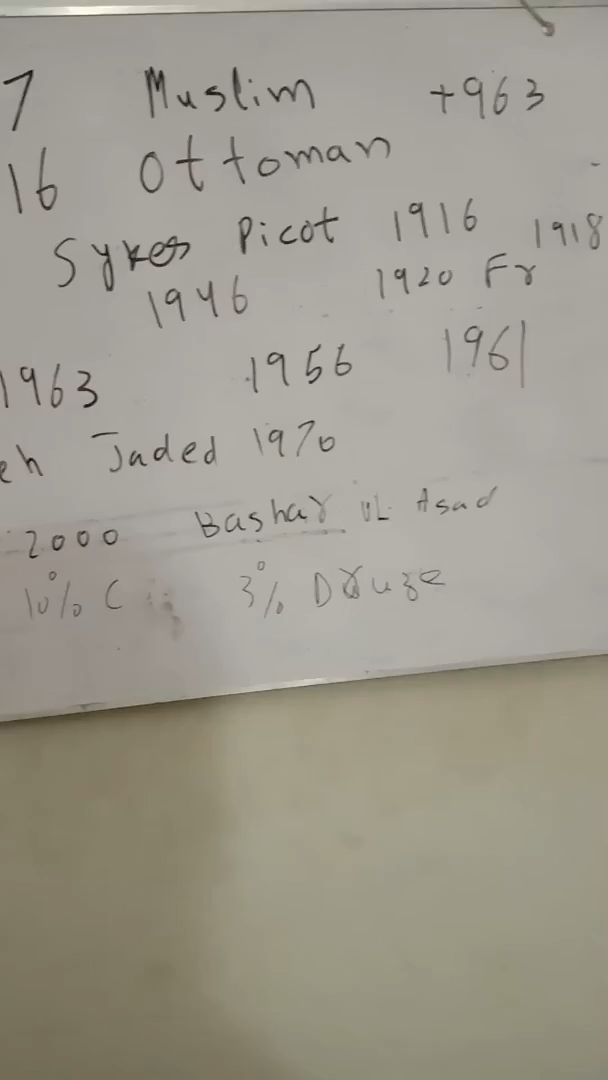 7 Muslim +963
16 Ottoman
Sykes Picot 1916 1918
1946 1920 Fr
1963 1956 1961
eh Jaded 1970
2000 Bashar UL Asad
10% C 3% Druze